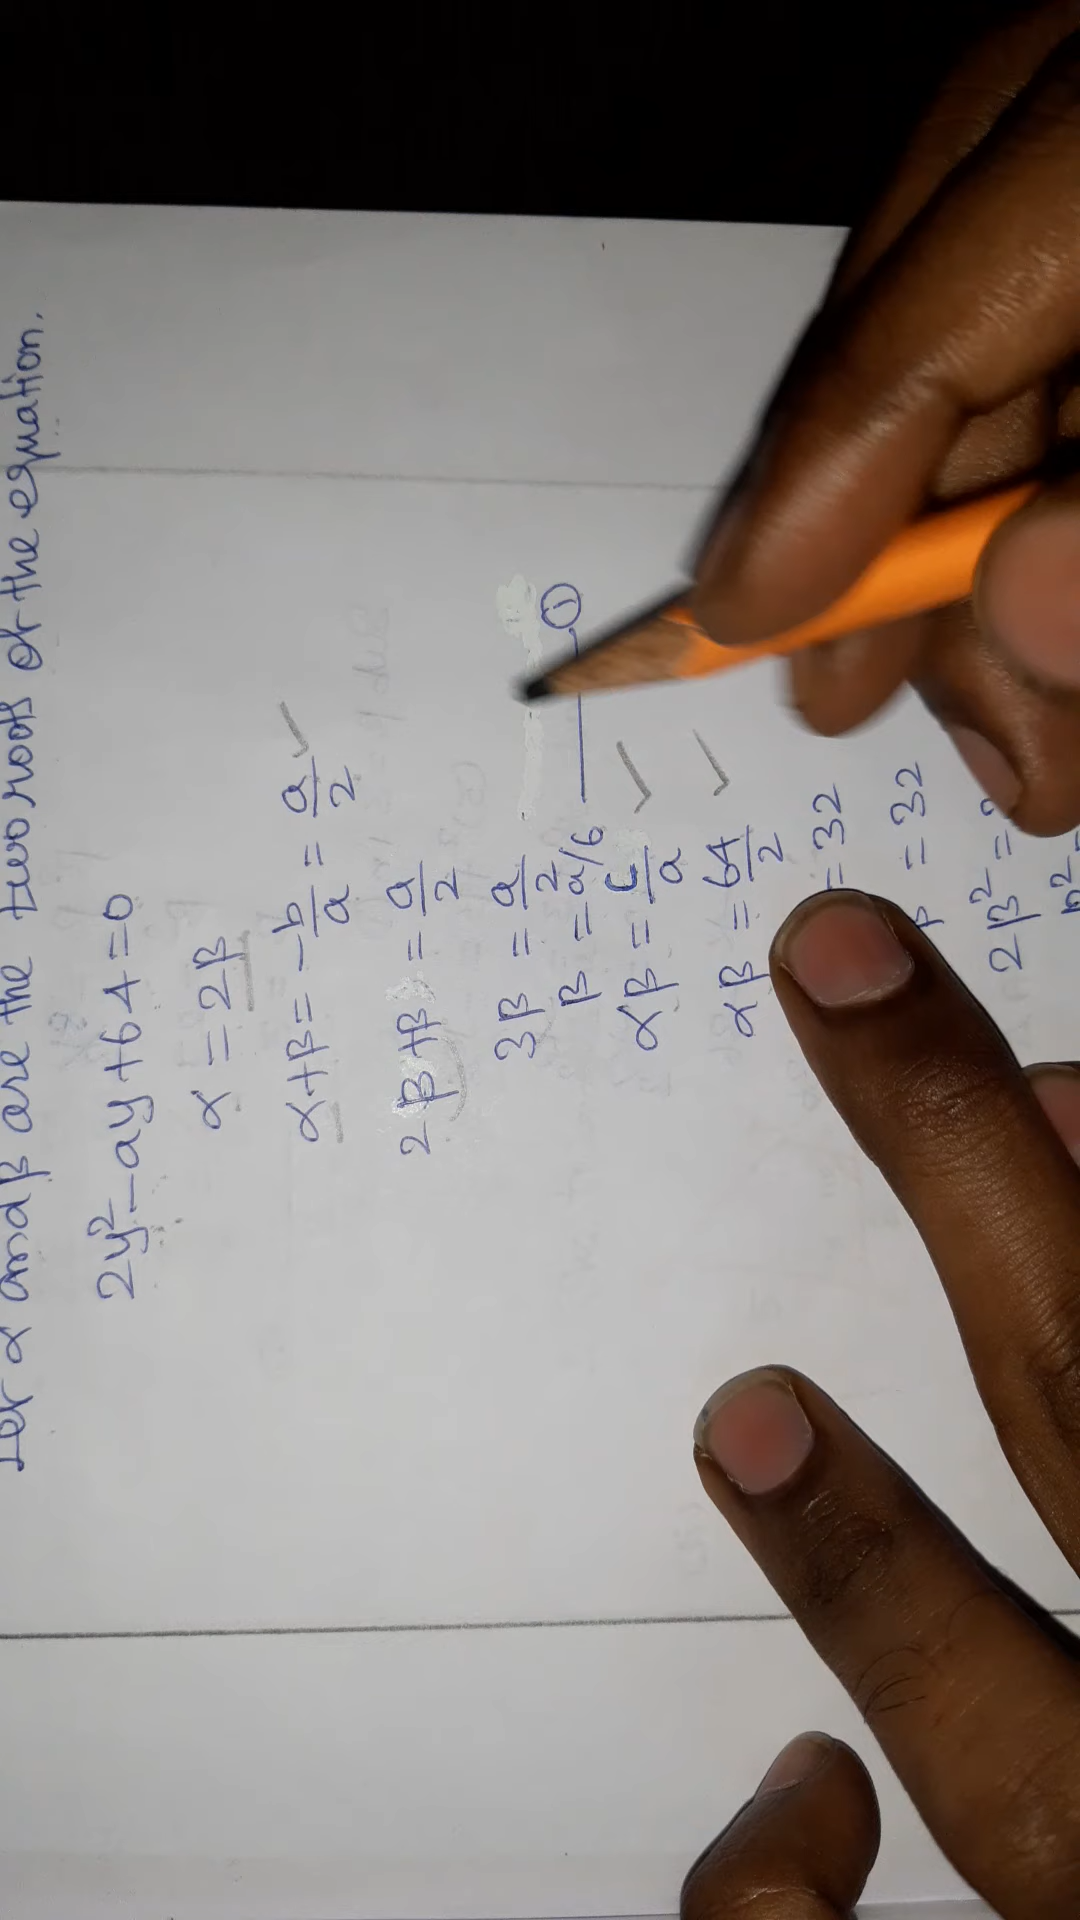 Let α and β are the two roots of the equation.
2y²-ay+64=0
α=2β
α+β=-b/a=a/2
2β+β=a/2
3β=a/2
β=a/6 ①
αβ=c/a
αβ=64/2
=32
β=32
2β²=